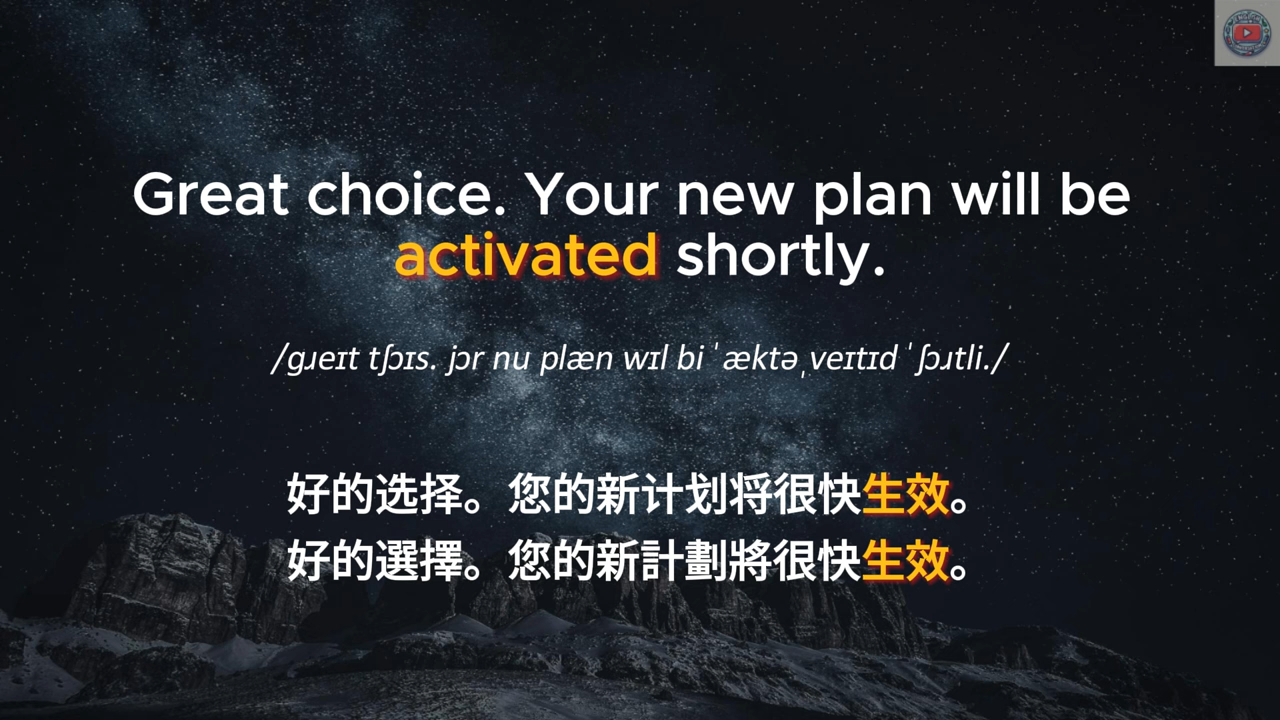 Great choice. Your new plan will be
activated shortly.
/ɡɹeɪt tʃɔɪs. jɔr nu plæn wɪl bi ˈæktəˌveɪtɪd ˈʃɔɹtli./
好的选择。您的新计划将很快生效。
好的選擇。您的新計劃將很快生效。